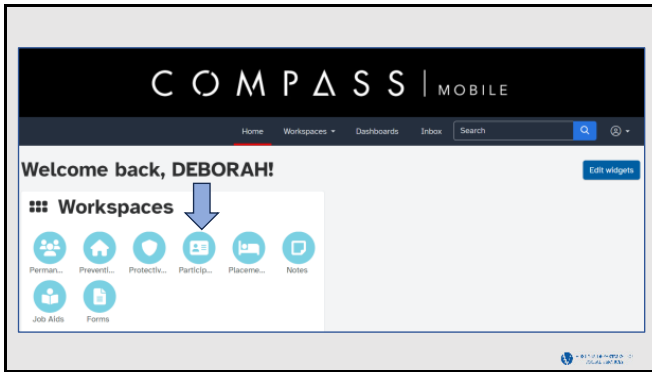 COMPASS | MOBILE
Home Workspaces Dashboards Inbox Search
Welcome back, DEBORAH!
Edit widgets
Workspaces
Perman... Preventi... Protectiv... Particip... Placeme... Notes
Job Aids Forms